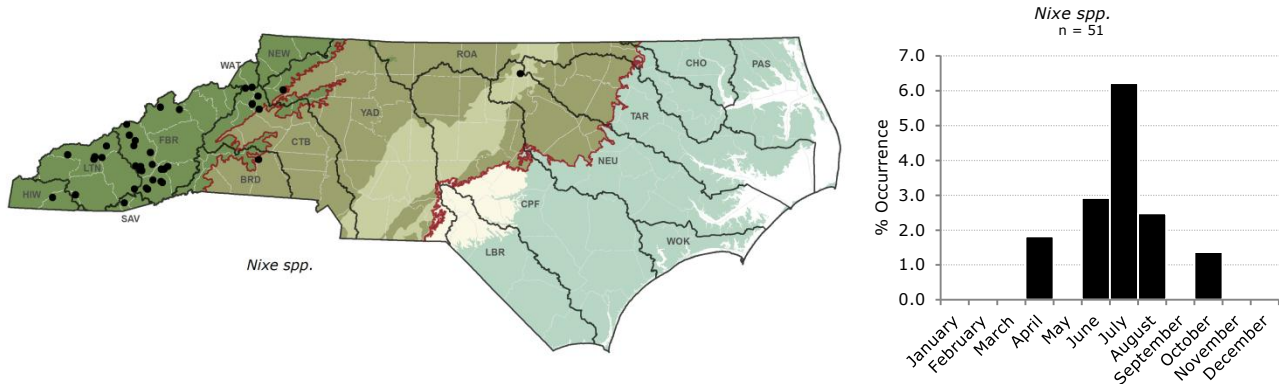 NEW
WAT
ROA
CHO
PAS
YAD
TAR
FBR
CTB
NEU
LTN
BRD
HIW
SAV
CPF
WOK
LBR
Nixe spp.
Nixe spp.
n = 51
7.0
6.0
5.0
4.0
3.0
2.0
1.0
0.0
% Occurrence
January
February
March
April
May
June
July
August
September
October
November
December